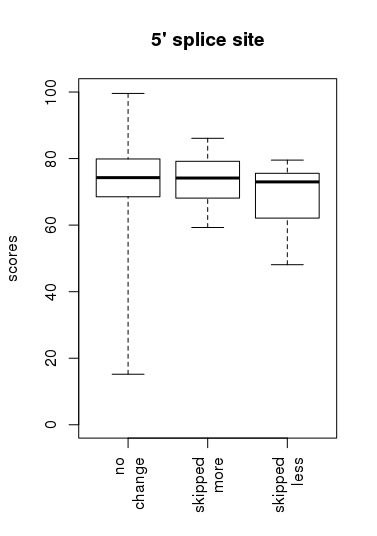 5' splice site
scores
100
80
60
40
20
0
no
change
skipped
more
skipped
less